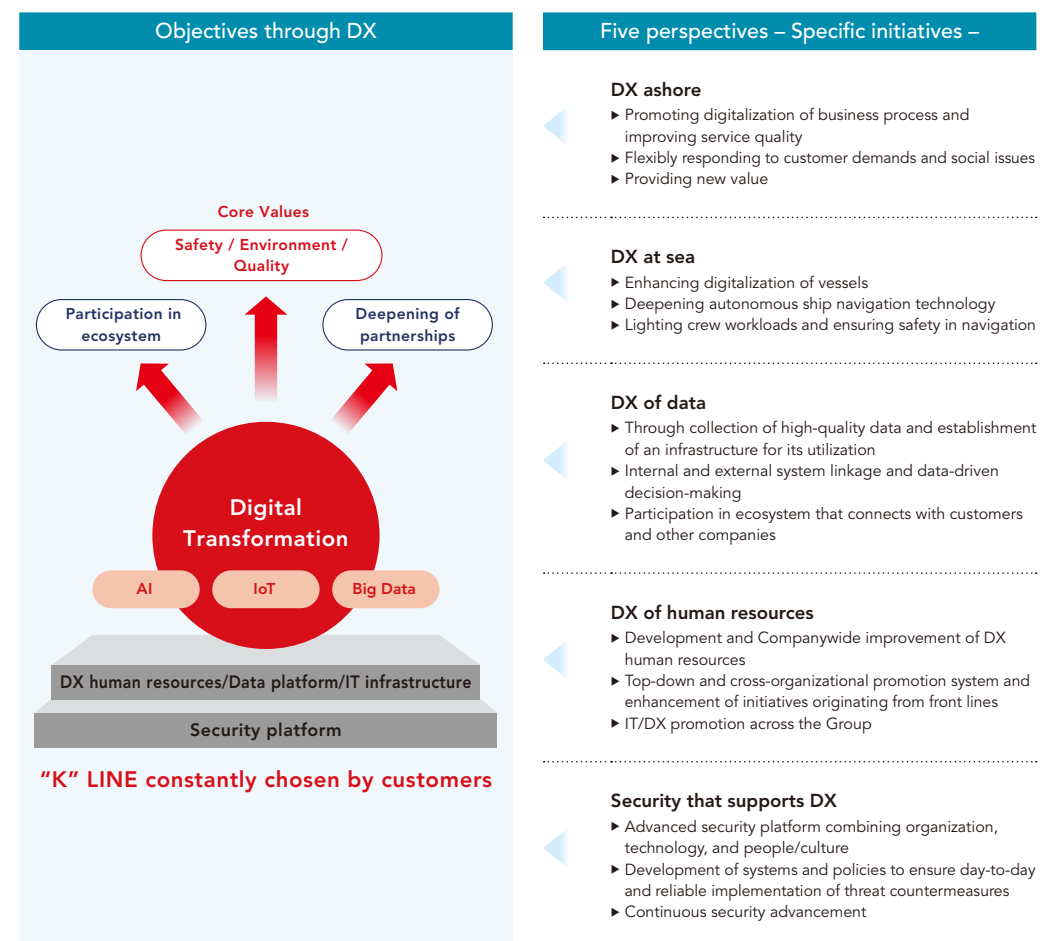 Objectives through DX
Core Values
Safety / Environment /
Quality
Participation in
ecosystem
Deepening of
partnerships
Digital
Transformation
AI
IoT
Big Data
DX human resources/Data platform/IT infrastructure
Security platform
“K” LINE constantly chosen by customers
Five perspectives – Specific initiatives –
DX ashore
▶ Promoting digitalization of business process and
improving service quality
▶ Flexibly responding to customer demands and social issues
▶ Providing new value
DX at sea
▶ Enhancing digitalization of vessels
▶ Deepening autonomous ship navigation technology
▶ Lighting crew workloads and ensuring safety in navigation
DX of data
▶ Through collection of high-quality data and establishment
of an infrastructure for its utilization
▶ Internal and external system linkage and data-driven
decision-making
▶ Participation in ecosystem that connects with customers
and other companies
DX of human resources
▶ Development and Companywide improvement of DX
human resources
▶ Top-down and cross-organizational promotion system and
enhancement of initiatives originating from front lines
▶ IT/DX promotion across the Group
Security that supports DX
▶ Advanced security platform combining organization,
technology, and people/culture
▶ Development of systems and policies to ensure day-to-day
and reliable implementation of threat countermeasures
▶ Continuous security advancement